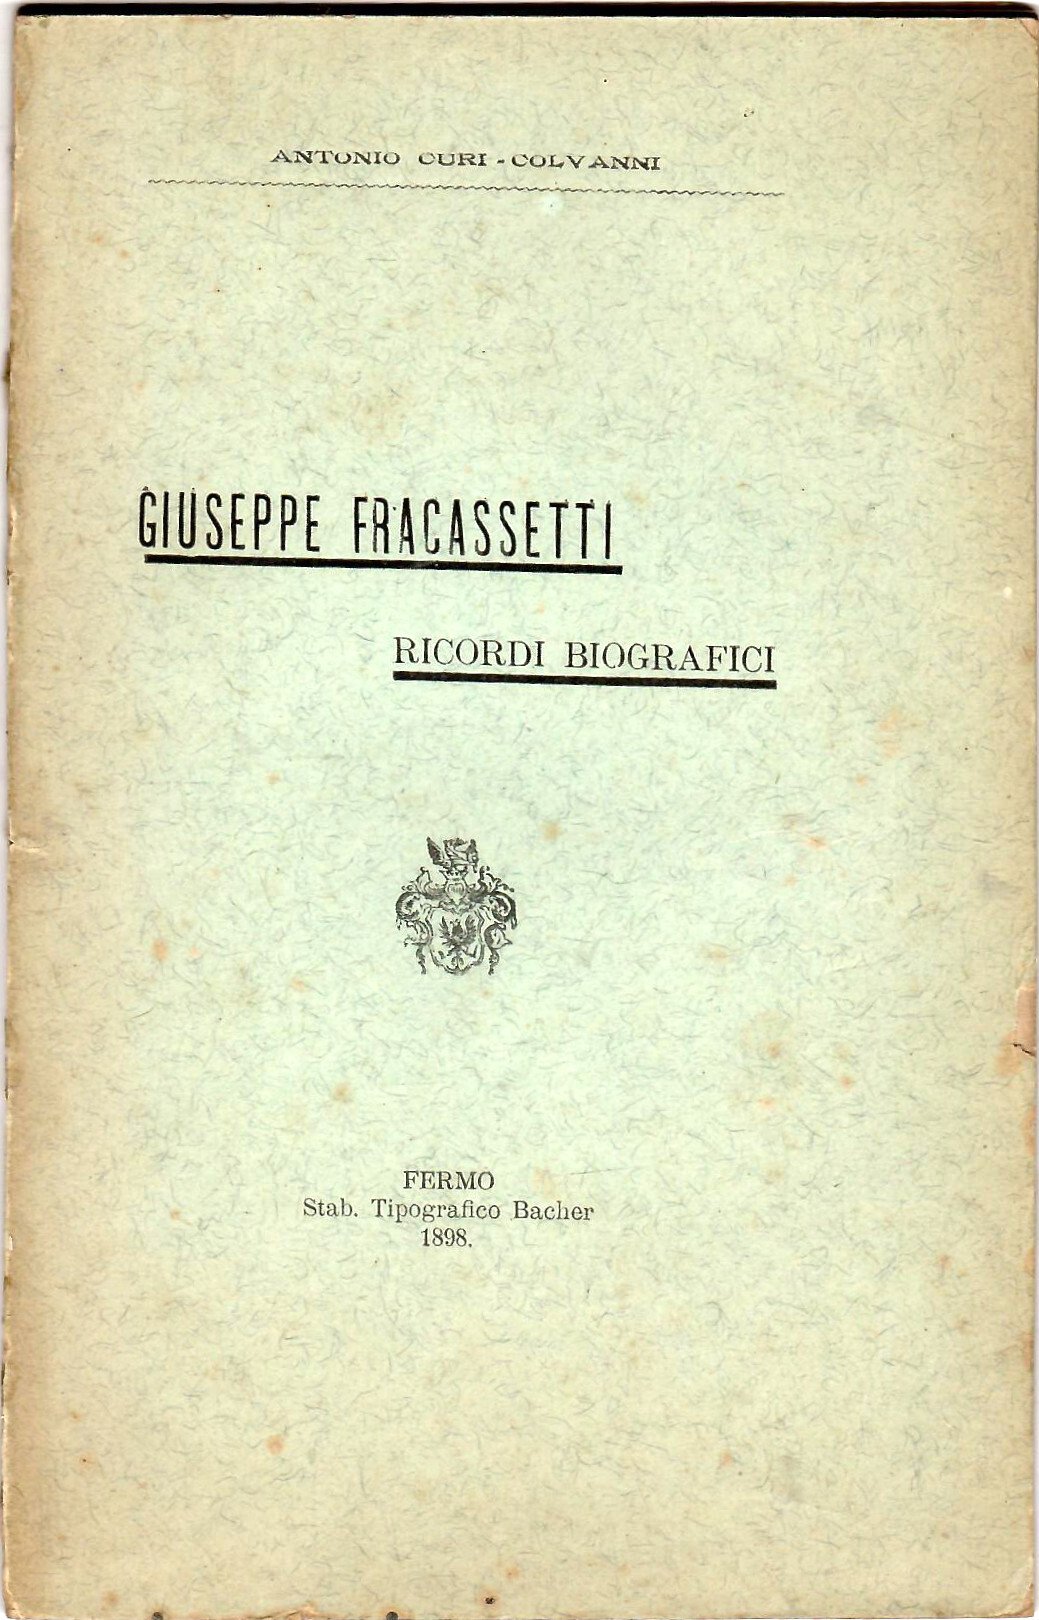 ANTONIO CURI - COLVANNI
GIUSEPPE FRACASSETTI
RICORDI BIOGRAFICI
FERMO
Stab. Tipografico Bacher
1898.